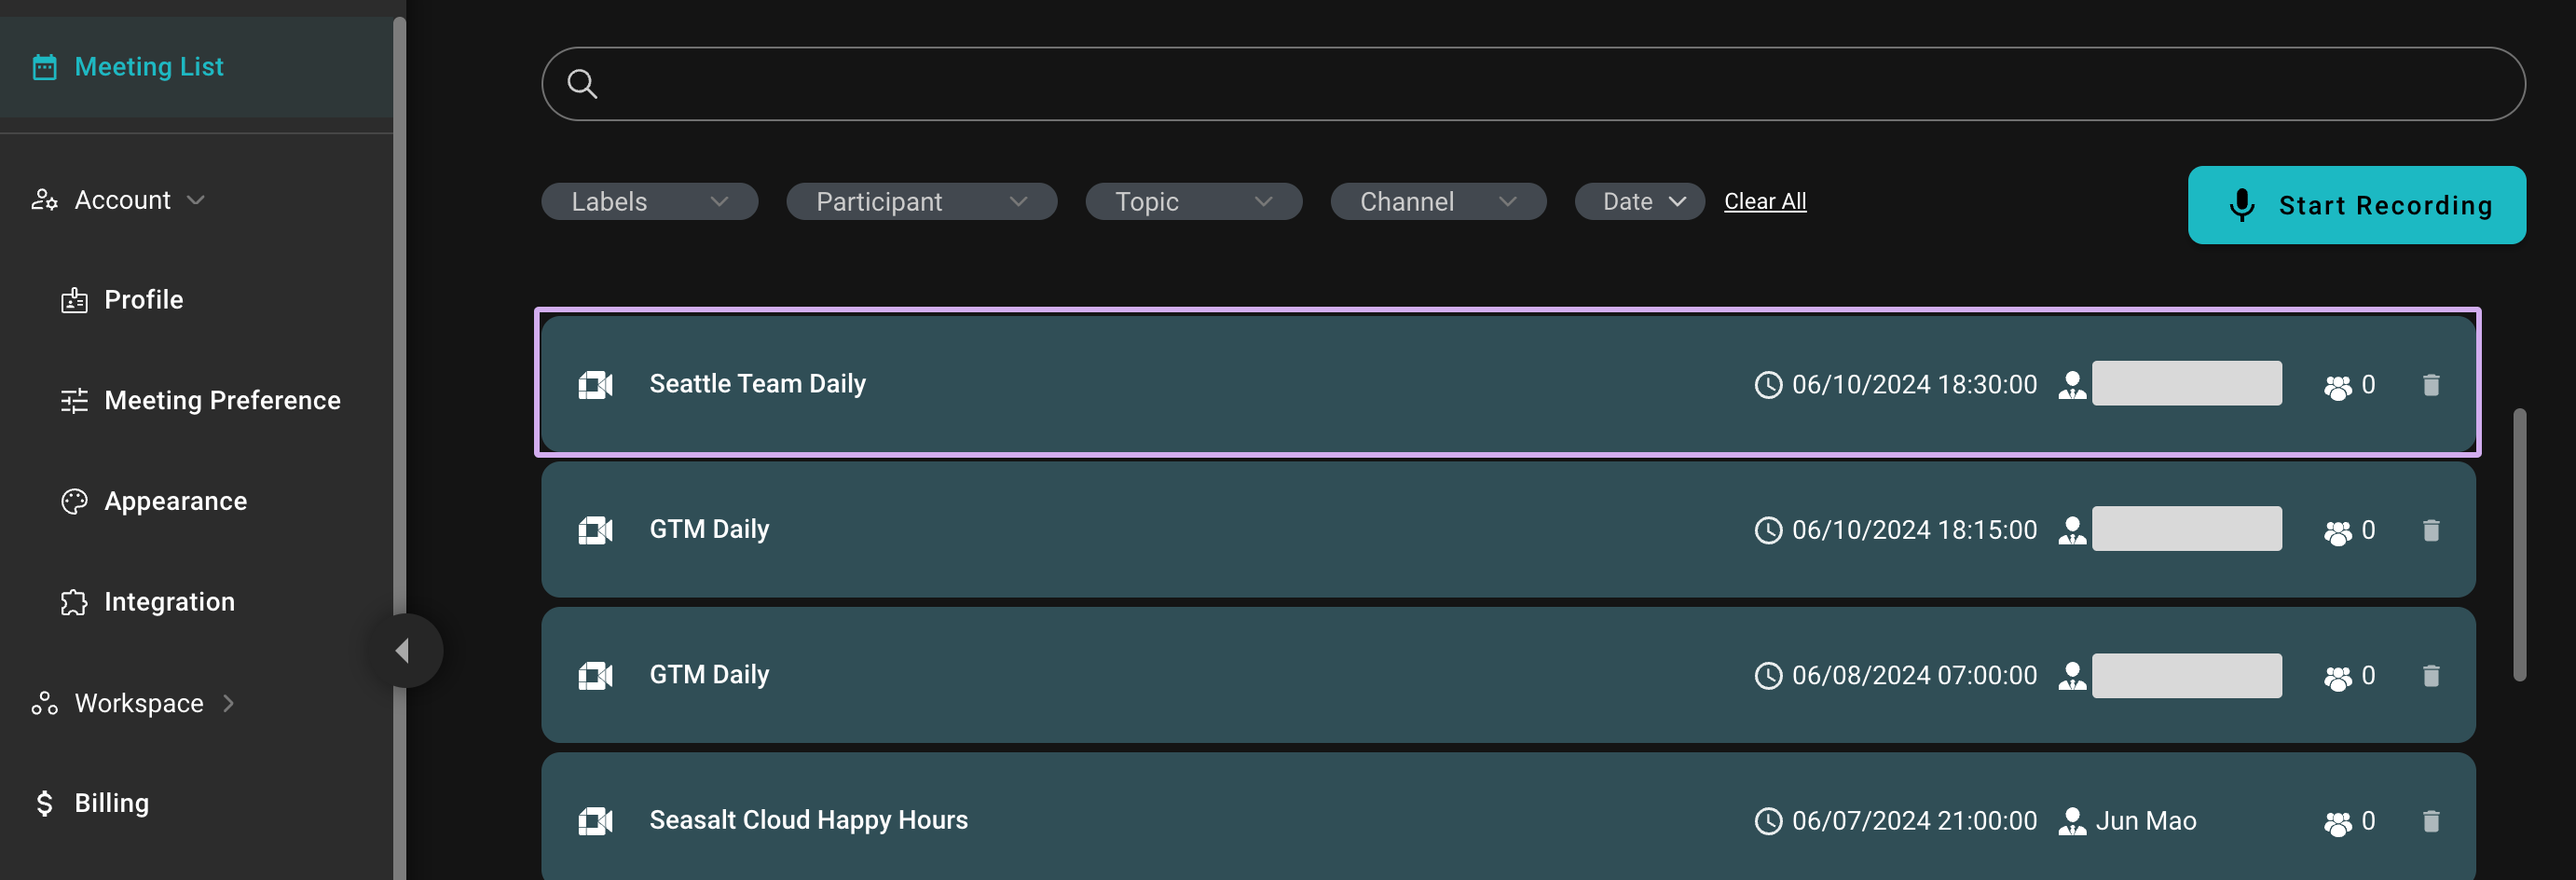 Meeting List
Account
Profile
Meeting Preference
Appearance
Integration
Workspace
Billing
Labels Participant Topic Channel Date Clear All
Start Recording
Seattle Team Daily 06/10/2024 18:30:00 0
GTM Daily 06/10/2024 18:15:00 0
GTM Daily 06/08/2024 07:00:00 0
Seasalt Cloud Happy Hours 06/07/2024 21:00:00 Jun Mao 0